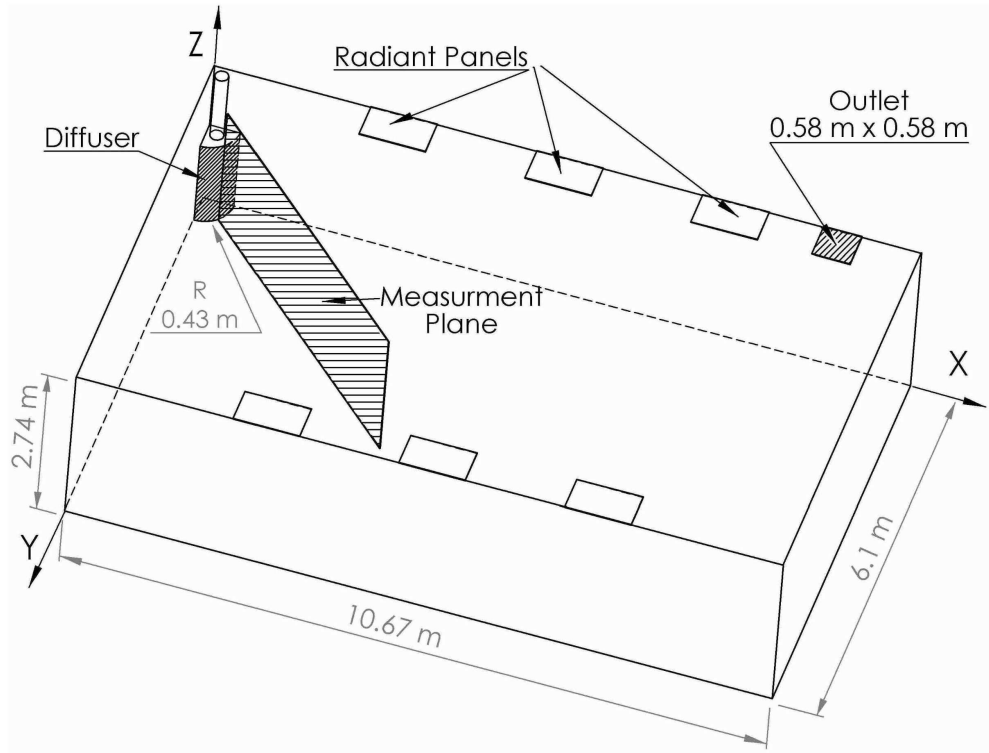 Z
Radiant Panels
Outlet
0.58 m x 0.58 m
Diffuser
R
0.43 m
Measurment
Plane
X
2.74 m
Y
6.1 m
10.67 m